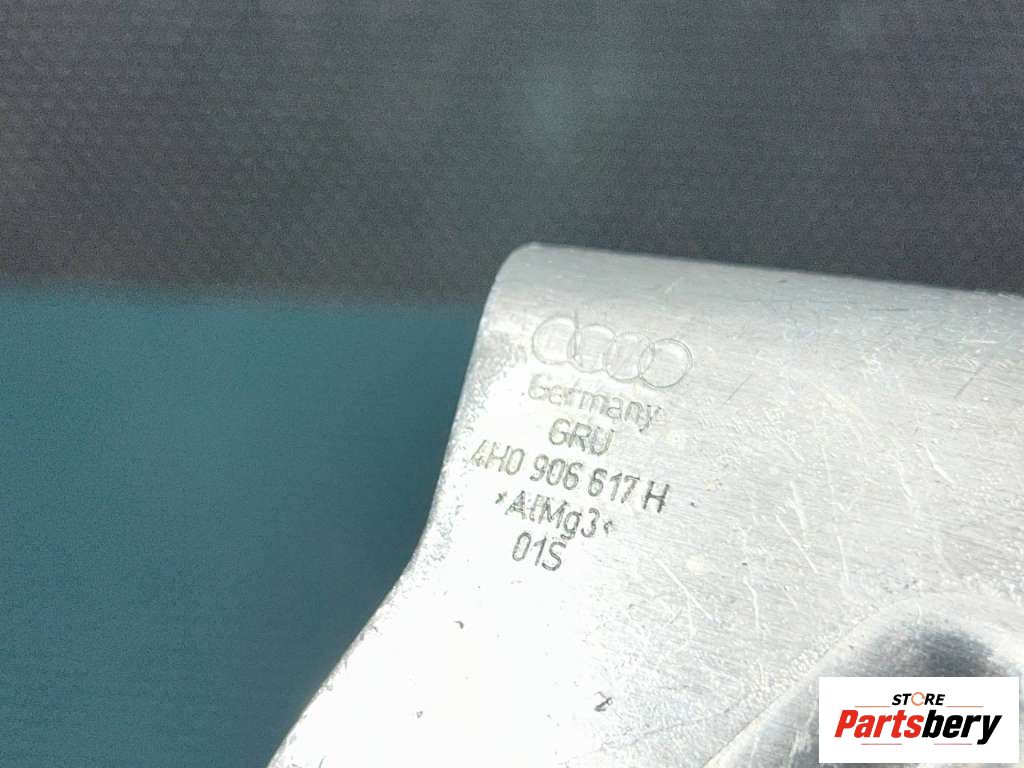 Germany
GRU
4H0 906 617 H
>AlMg3<
01S
STORE
Partsbery